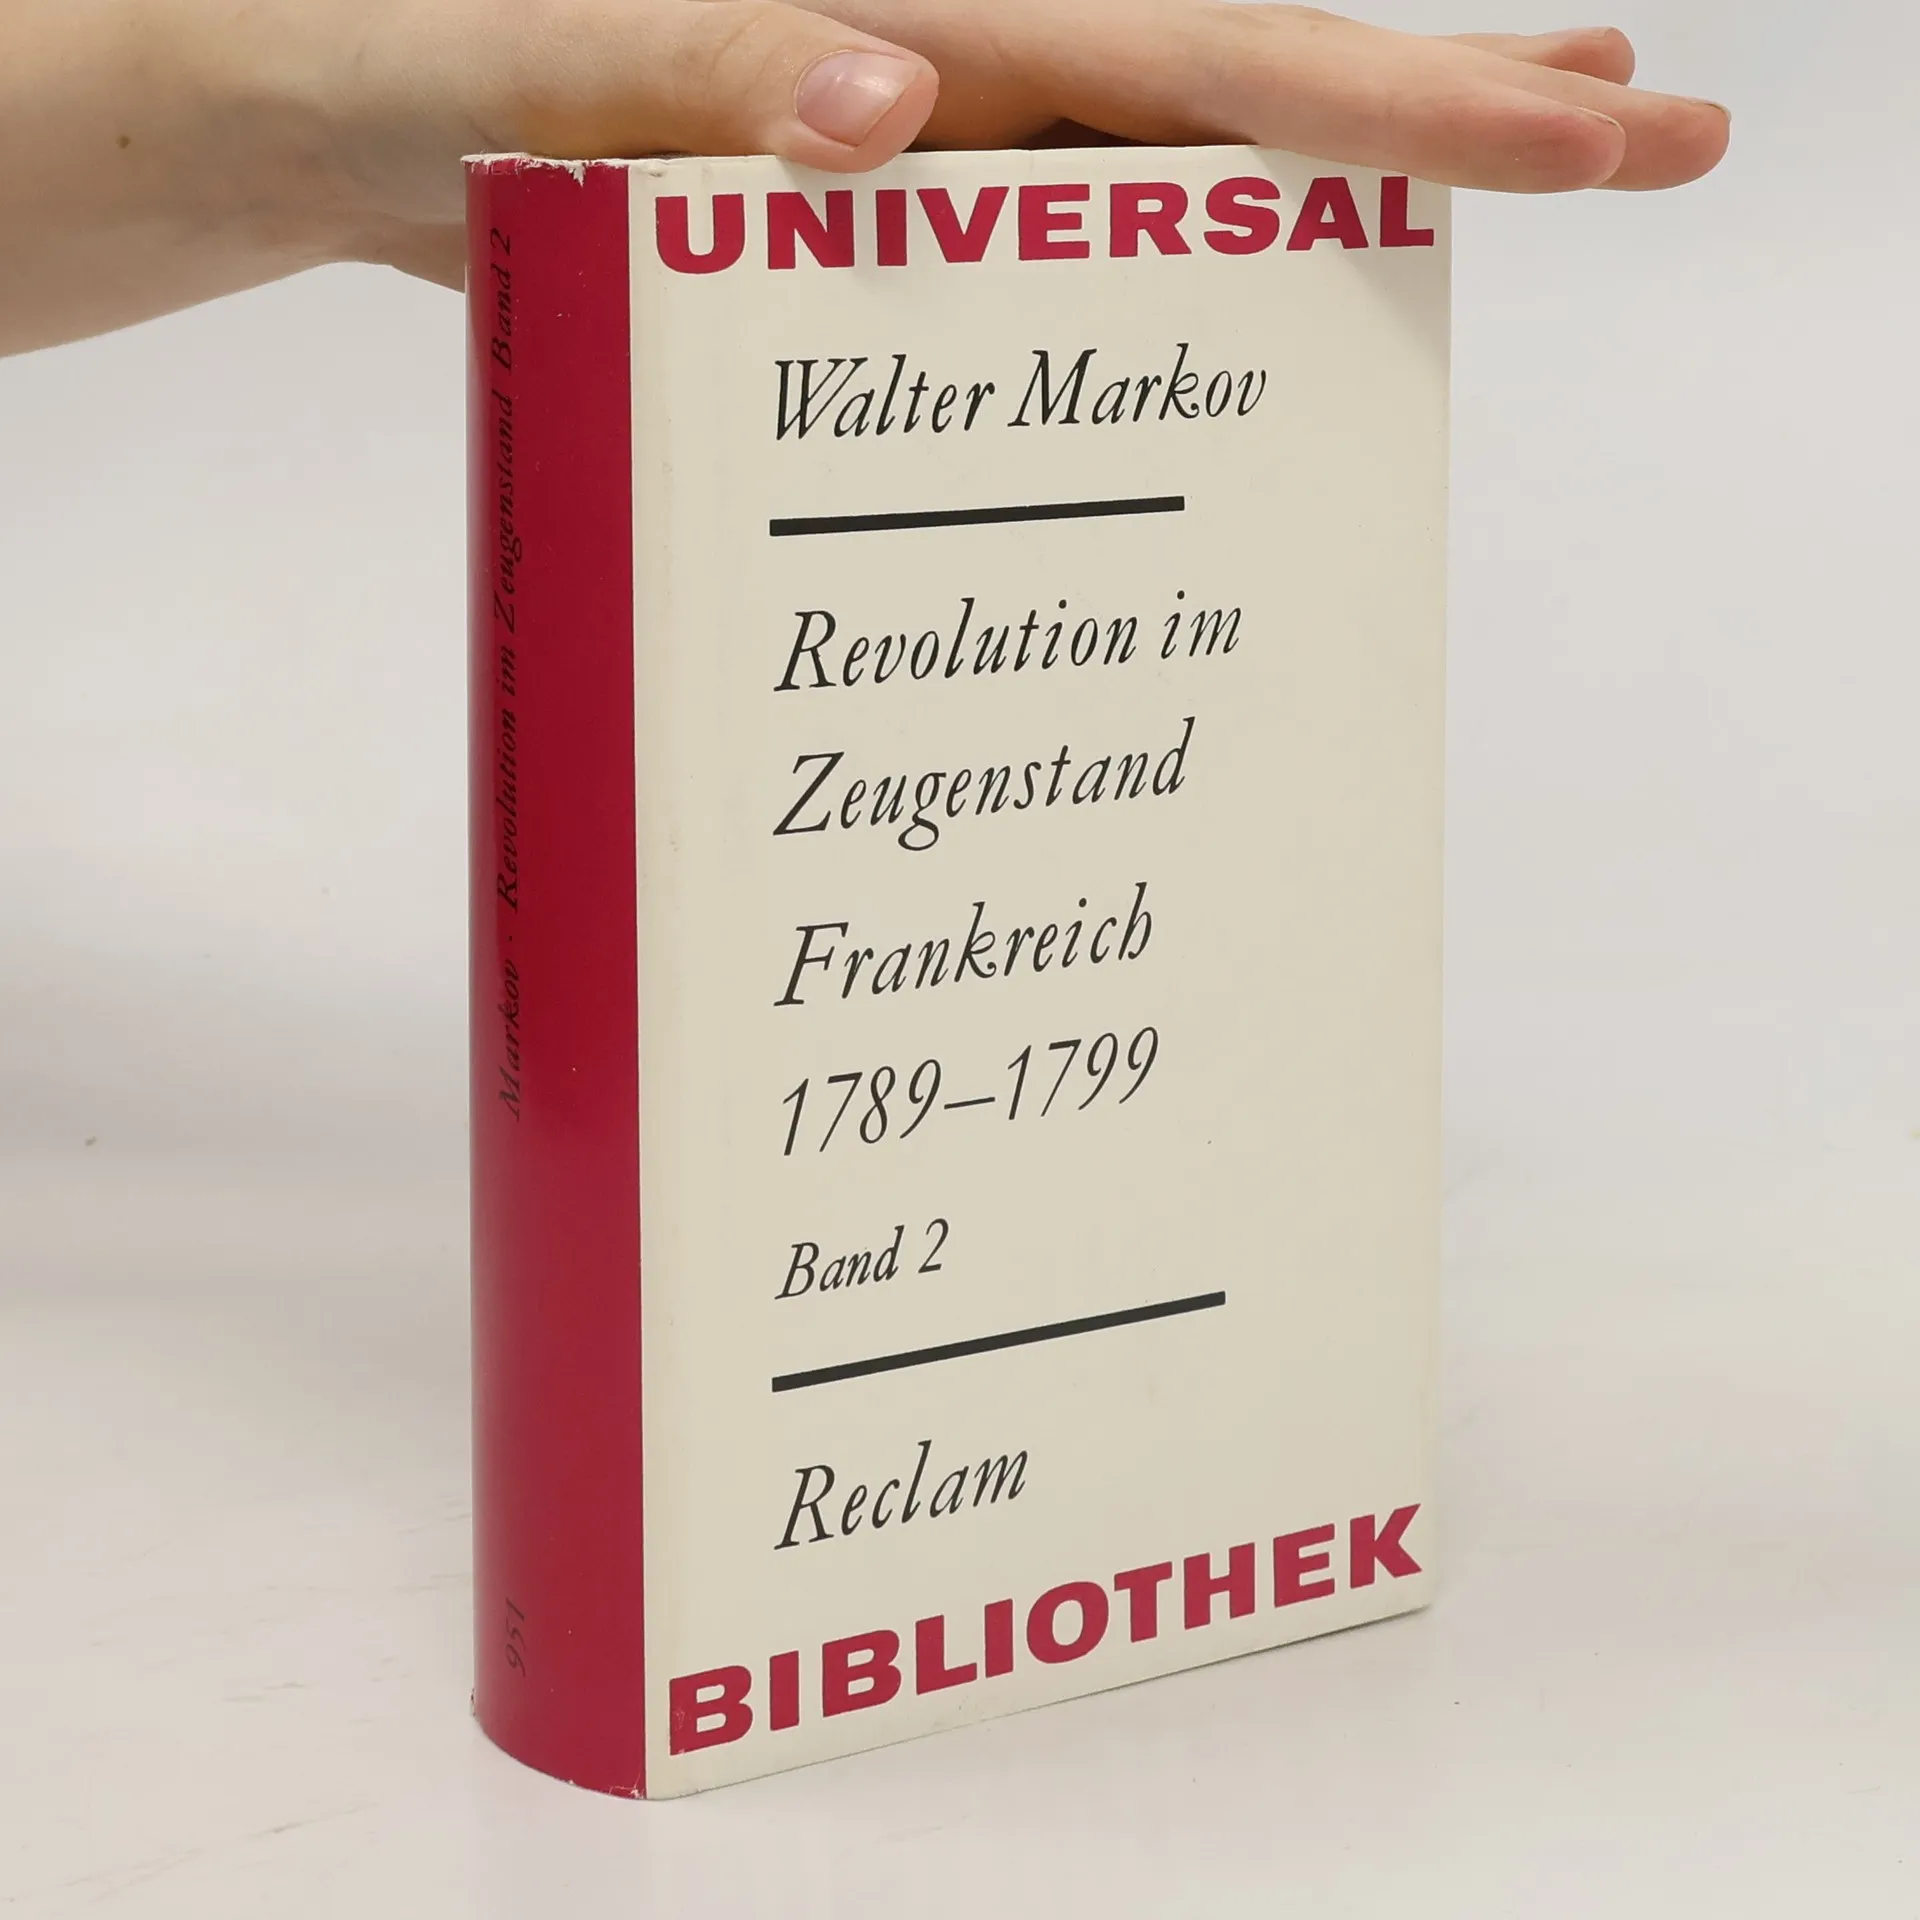 UNIVERSAL
Walter Markov
Revolution im
Zeugenstand
Frankreich
1789–1799
Band 2
Reclam
BIBLIOTHEK
Markov · Revolution im Zeugenstand Band 2
951